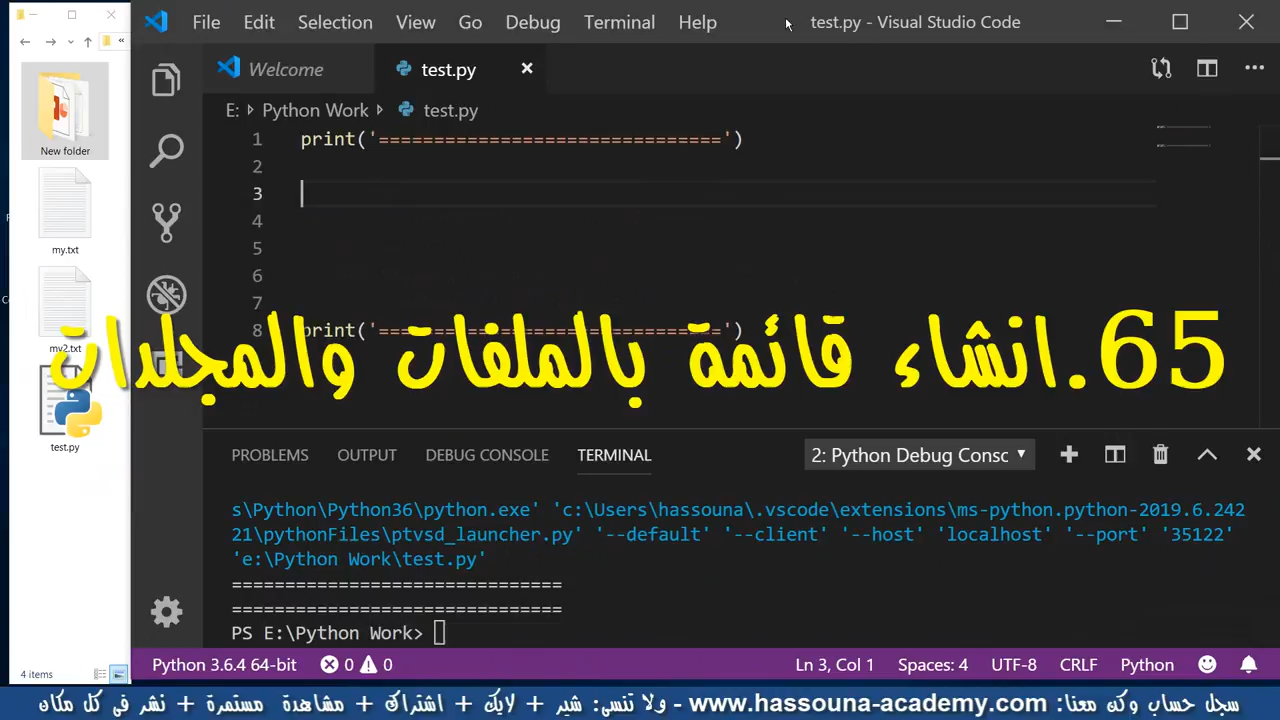 File Edit Selection View Go Debug Terminal Help test.py - Visual Studio Code
«
Welcome test.py
E: Python Work test.py
New folder
my.txt
my2.txt
test.py
4 items
1 print('==============================')
2
3
4
5
6
7
8 print('==============================')
65.انشاء قائمة بالملفات والمجلدات
PROBLEMS OUTPUT DEBUG CONSOLE TERMINAL 2: Python Debug Consc
s\Python\Python36\python.exe' 'c:\Users\hassouna\.vscode\extensions\ms-python.python-2019.6.242
21\pythonFiles\ptvsd_launcher.py' '--default' '--client' '--host' 'localhost' '--port' '35122'
'e:\Python Work\test.py'
==============================
==============================
PS E:\Python Work>
Python 3.6.4 64-bit 0 0 Ln 3, Col 1 Spaces: 4 UTF-8 CRLF Python
سجل حساب وكن معنا: www.hassouna-academy.com - ولا تنسى: شير + لايك + اشتراك + مشاهدة مستمرة + نشر فى كل مكان